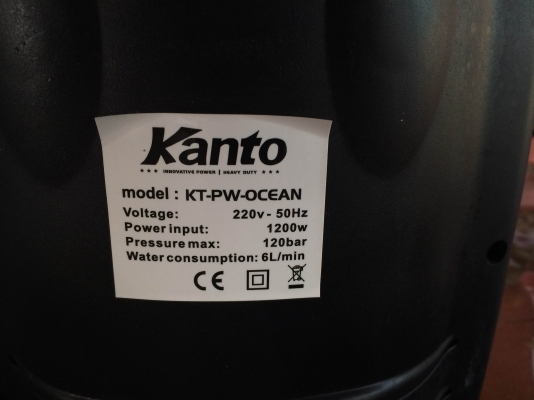 Kanto
★★★ INNOVATIVE POWER | HEAVY DUTY ★★★
model : KT-PW-OCEAN
Voltage: 220v - 50Hz
Power input: 1200w
Pressure max: 120bar
Water consumption: 6L/min
CE